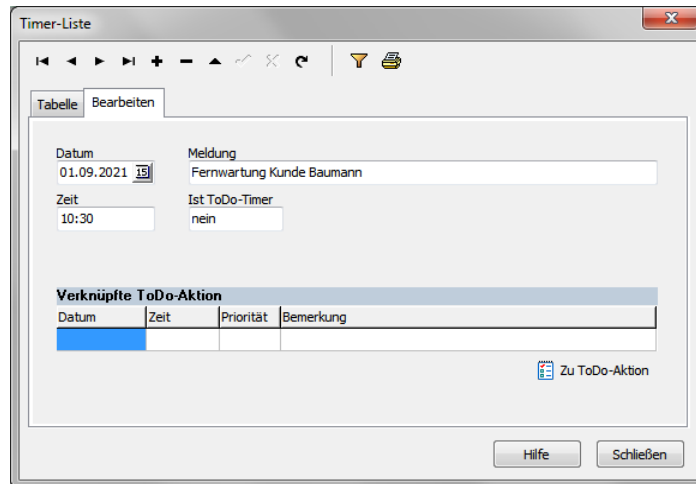 Timer-Liste
Tabelle Bearbeiten
Datum Meldung
01.09.2021 15 Fernwartung Kunde Baumann
Zeit Ist ToDo-Timer
10:30 nein
Verknüpfte ToDo-Aktion
Datum Zeit Priorität Bemerkung
Zu ToDo-Aktion
Hilfe Schließen